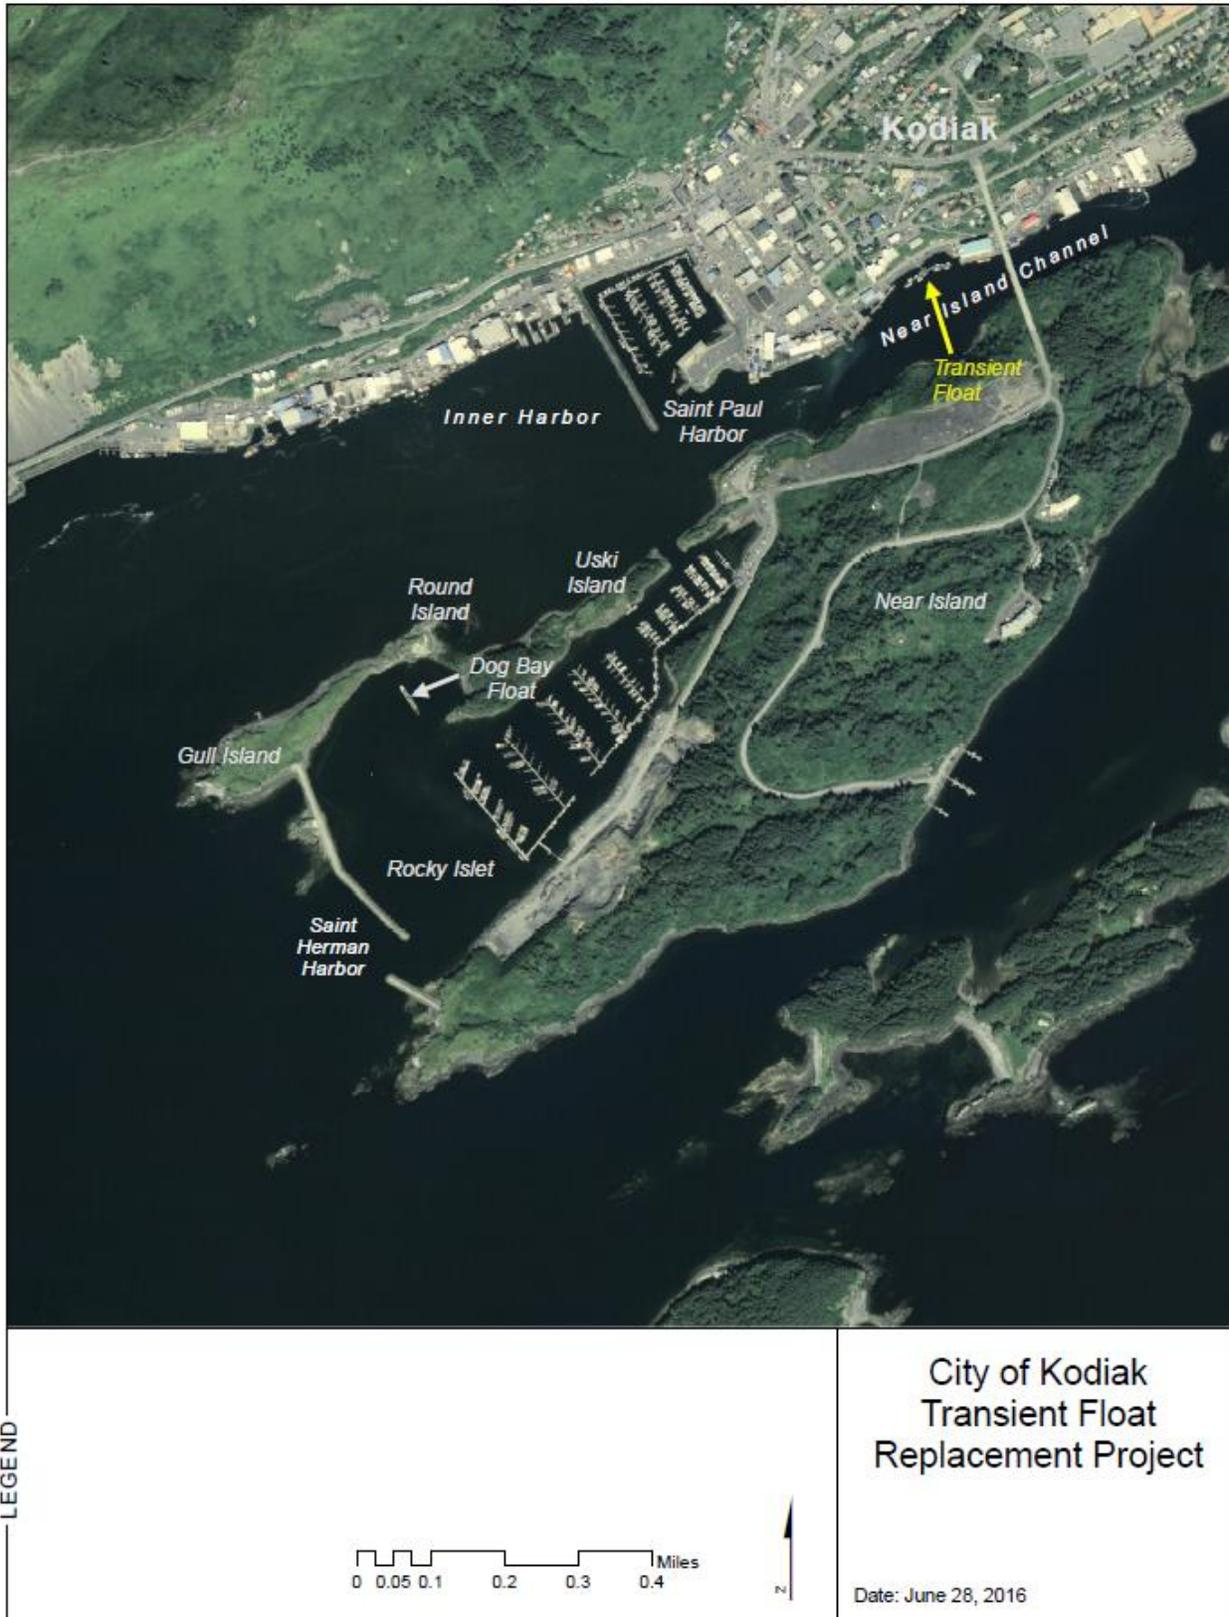 Kodiak
Near Island Channel
Transient
Float
Inner Harbor
Saint Paul
Harbor
Uski
Island
Round
Island
Near Island
Dog Bay
Float
Gull Island
Rocky Islet
Saint
Herman
Harbor
LEGEND
0 0.05 0.1 0.2 0.3 0.4
Miles
N
City of Kodiak
Transient Float
Replacement Project
Date: June 28, 2016